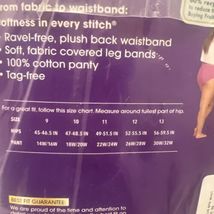 from fabric to waistband:
softness in every stitch®
• Ravel-free, plush back waistband
• Soft, fabric covered leg bands
• 100% cotton panty
• Tag-free
For a great fit, follow this size chart. Measure around fullest part of hip.
SIZE 9 10 11 12 13
HIPS 45-46.5 IN 47-48.5 IN 49-51.5 IN 52-55.5 IN 56-59.5 IN
PANT 14W/16W 18W/20W 22W/24W 26W/28W 30W/32W
BEST FIT GUARANTEE
We are proud of the time and attention to